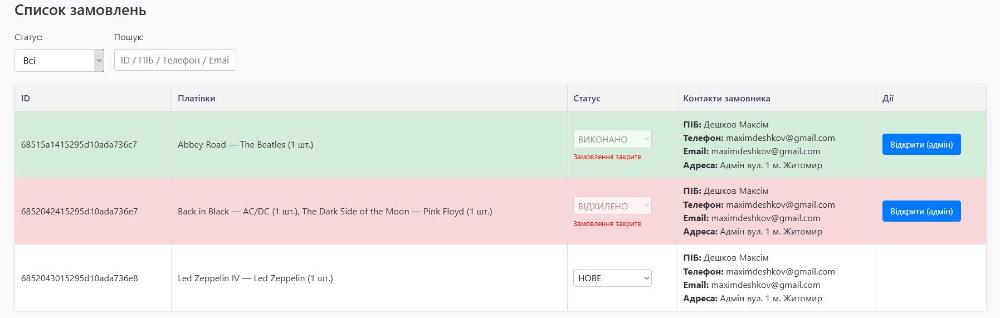 Список замовлень
Статус: Пошук:
Всі ID / ПІБ / Телефон / Emai
ID Платівки Статус Контакти замовника Дії
68515a1415295d10ada736c7 Abbey Road — The Beatles (1 шт.) ВИКОНАНО
Замовлення закрите
ПІБ: Дешков Максім
Телефон: maximdeshkov@gmail.com
Email: maximdeshkov@gmail.com
Адреса: Адмін вул. 1 м. Житомир
Відкрити (адмін)
6852042415295d10ada736e7 Back in Black — AC/DC (1 шт.), The Dark Side of the Moon — Pink Floyd (1 шт.) ВІДХИЛЕНО
Замовлення закрите
ПІБ: Дешков Максім
Телефон: maximdeshkov@gmail.com
Email: maximdeshkov@gmail.com
Адреса: Адмін вул. 1 м. Житомир
Відкрити (адмін)
6852043015295d10ada736e8 Led Zeppelin IV — Led Zeppelin (1 шт.) НОВЕ
ПІБ: Дешков Максім
Телефон: maximdeshkov@gmail.com
Email: maximdeshkov@gmail.com
Адреса: Адмін вул. 1 м. Житомир